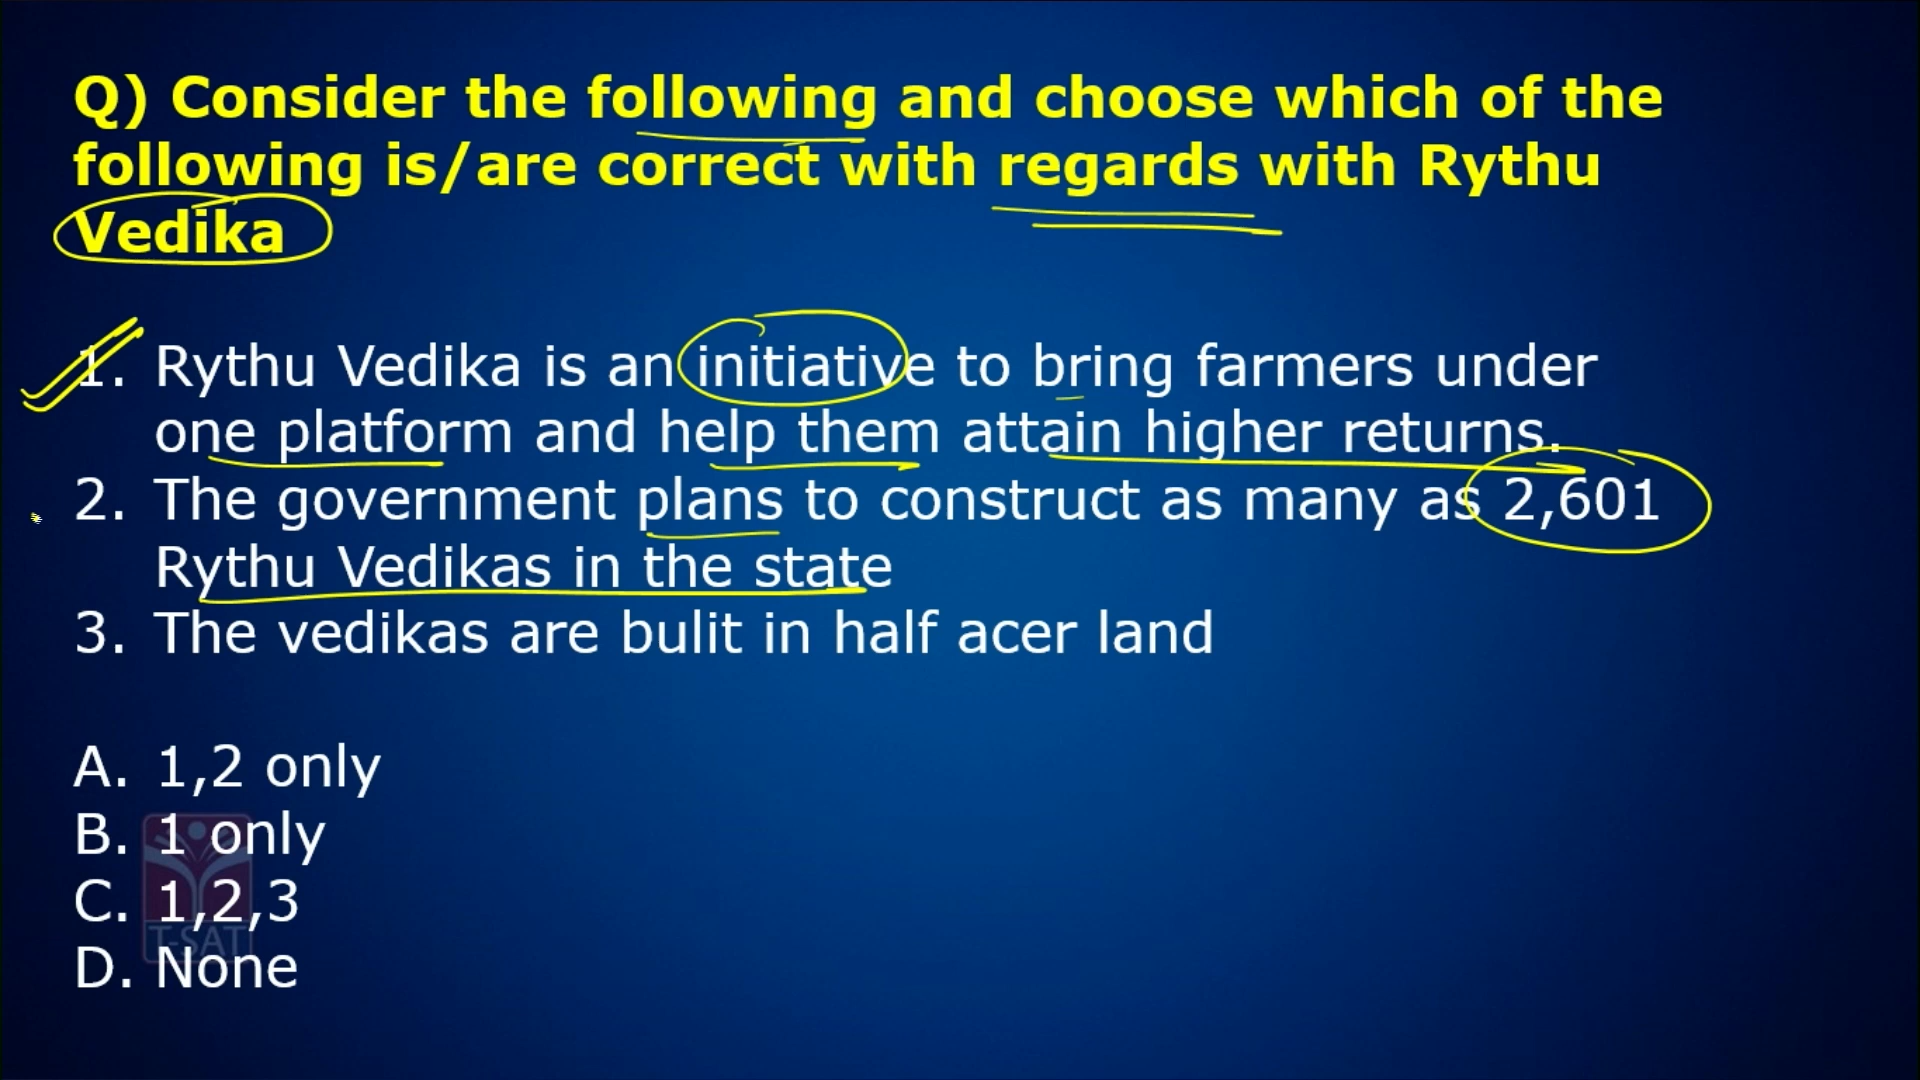 Q) Consider the following and choose which of the
following is/are correct with regards with Rythu
Vedika
1. Rythu Vedika is an initiative to bring farmers under
one platform and help them attain higher returns.
2. The government plans to construct as many as 2,601
Rythu Vedikas in the state
3. The vedikas are bulit in half acer land
A. 1,2 only
B. 1 only
C. 1,2,3
D. None
T-SAT